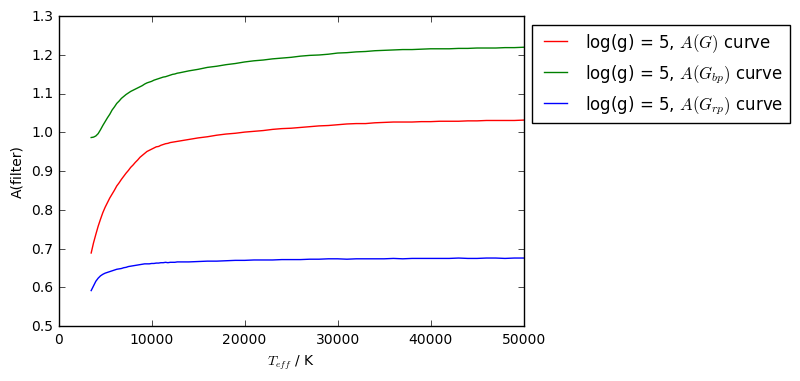 1.3
1.2
1.1
1.0
0.9
0.8
0.7
0.6
0.5
A(filter)
0 10000 20000 30000 40000 50000
T_eff / K
log(g) = 5, A(G) curve
log(g) = 5, A(G_bp) curve
log(g) = 5, A(G_rp) curve